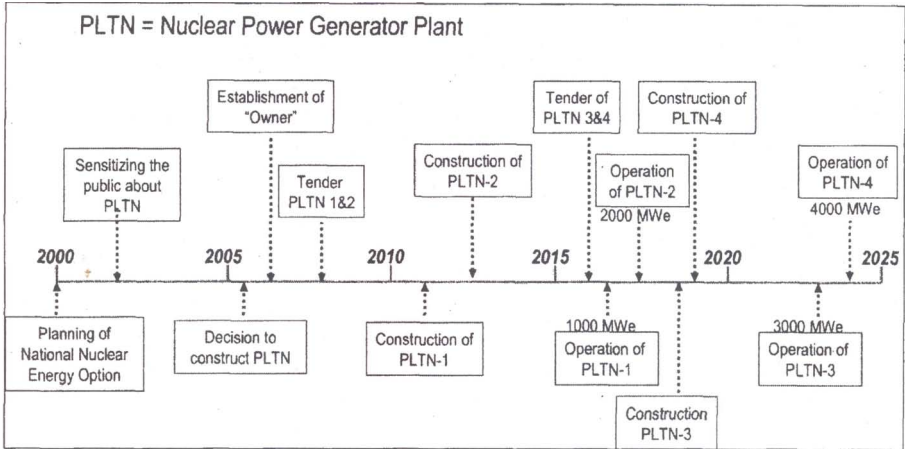 PLTN = Nuclear Power Generator Plant
Establishment of
"Owner"
Tender of
PLTN 3&4
Construction of
PLTN-4
Sensitizing the
public about
PLTN
Tender
PLTN 1&2
Construction of
PLTN-2
Operation
of PLTN-2
2000 MWe
Operation of
PLTN-4
4000 MWe
2000
2005
2010
2015
2020
2025
Planning of
National Nuclear
Energy Option
Decision to
construct PLTN
Construction of
PLTN-1
1000 MWe
Operation of
PLTN-1
Construction
PLTN-3
3000 MWe
Operation of
PLTN-3